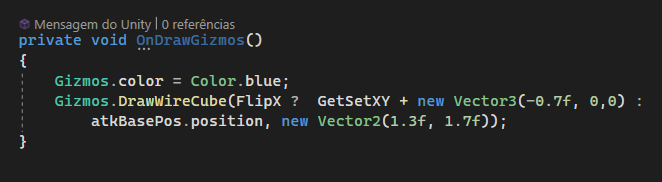 Mensagem do Unity | 0 referências
private void OnDrawGizmos()
{
Gizmos.color = Color.blue;
Gizmos.DrawWireCube(FlipX ?  GetSetXY + new Vector3(-0.7f, 0,0) :
atkBasePos.position, new Vector2(1.3f, 1.7f));
}